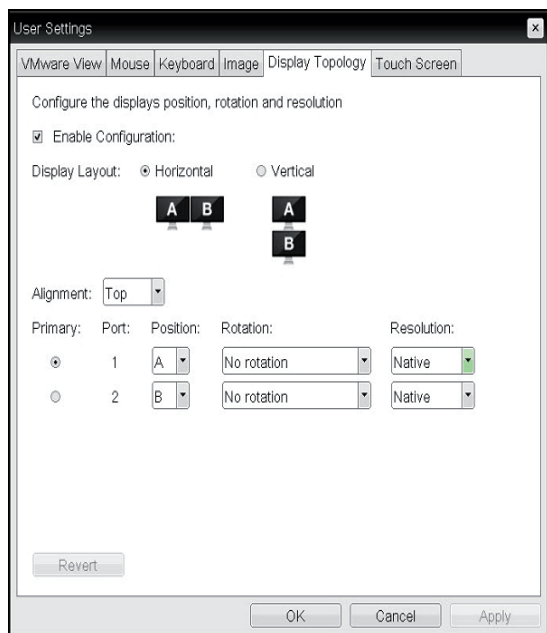 User Settings
VMware View Mouse Keyboard Image Display Topology Touch Screen
Configure the displays position, rotation and resolution
Enable Configuration:
Display Layout: Horizontal Vertical
A B A
B
Alignment: Top
Primary: Port: Position: Rotation: Resolution:
1 A No rotation Native
2 B No rotation Native
Revert
OK Cancel Apply